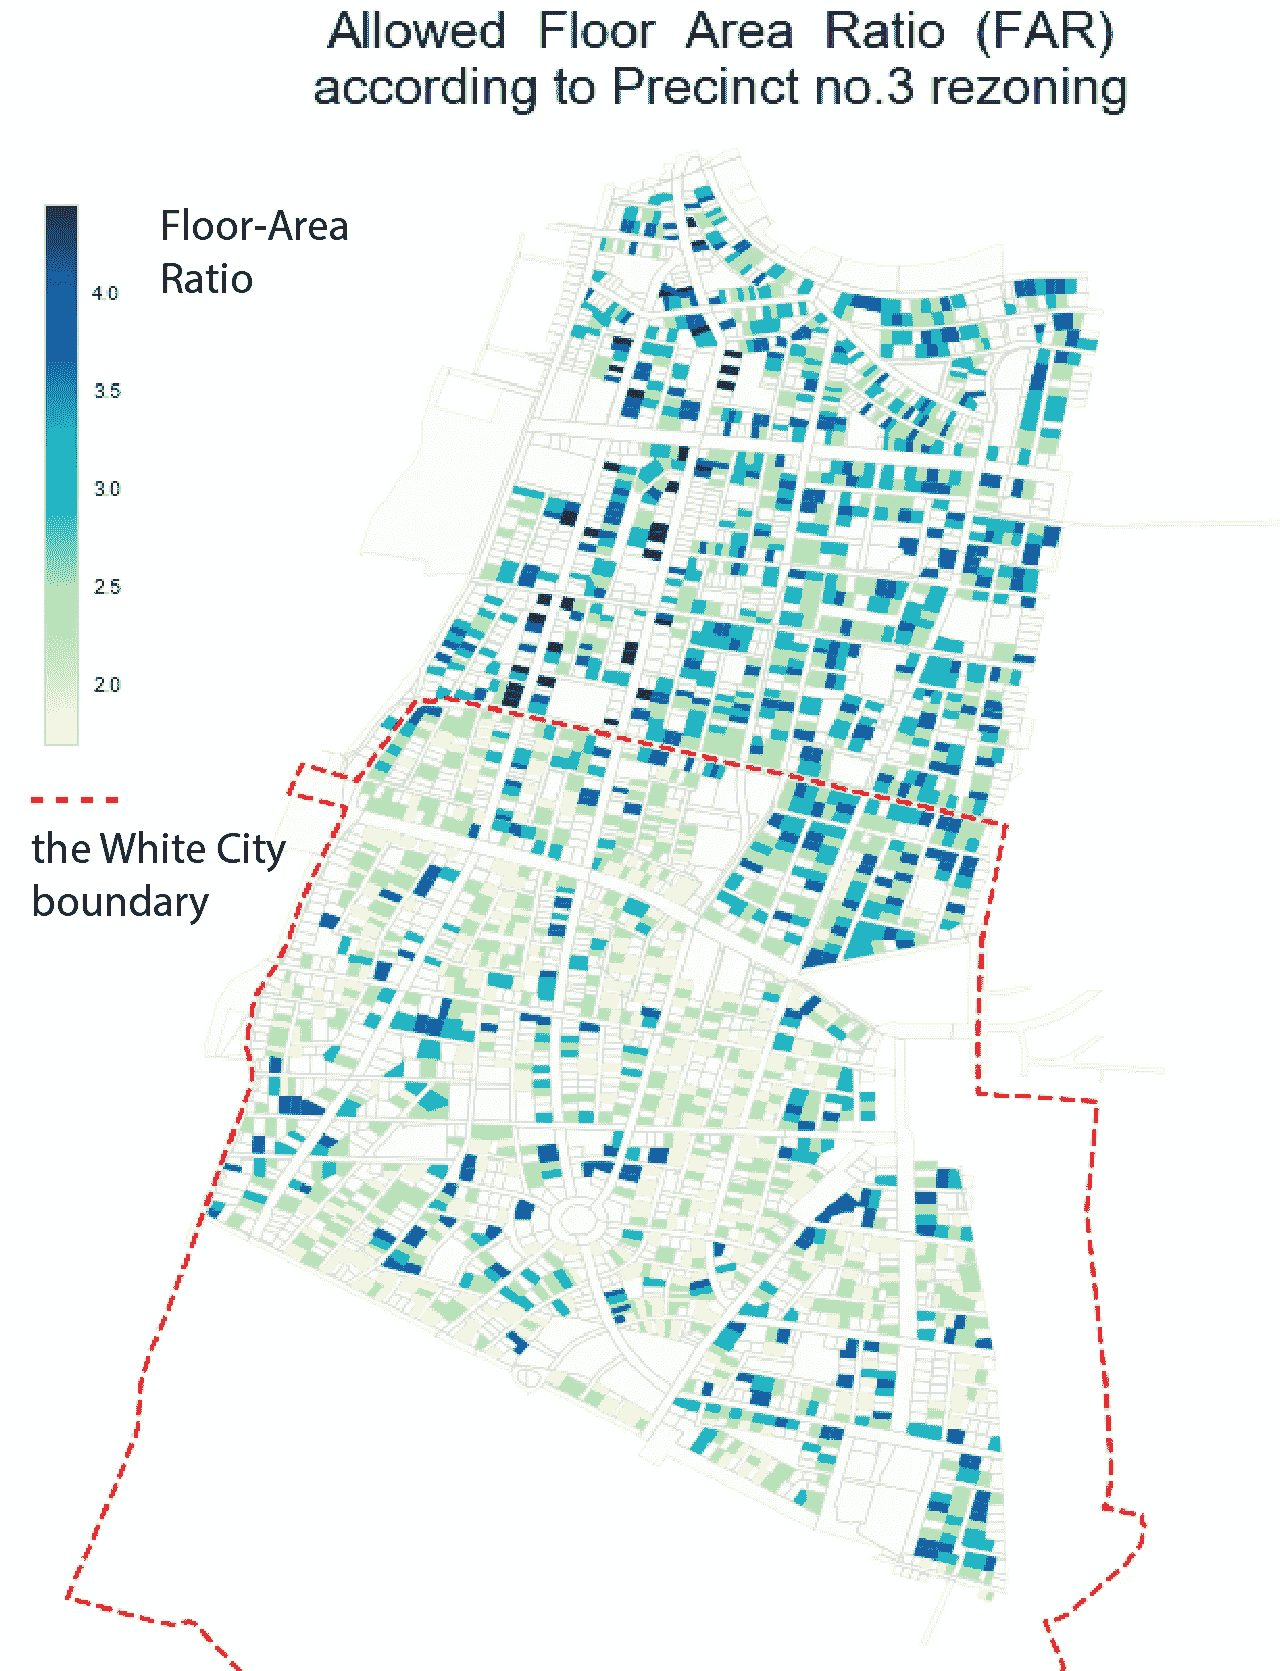 Allowed Floor Area Ratio (FAR)
according to Precinct no.3 rezoning
Floor-Area
Ratio
4.0
3.5
3.0
2.5
2.0
the White City
boundary